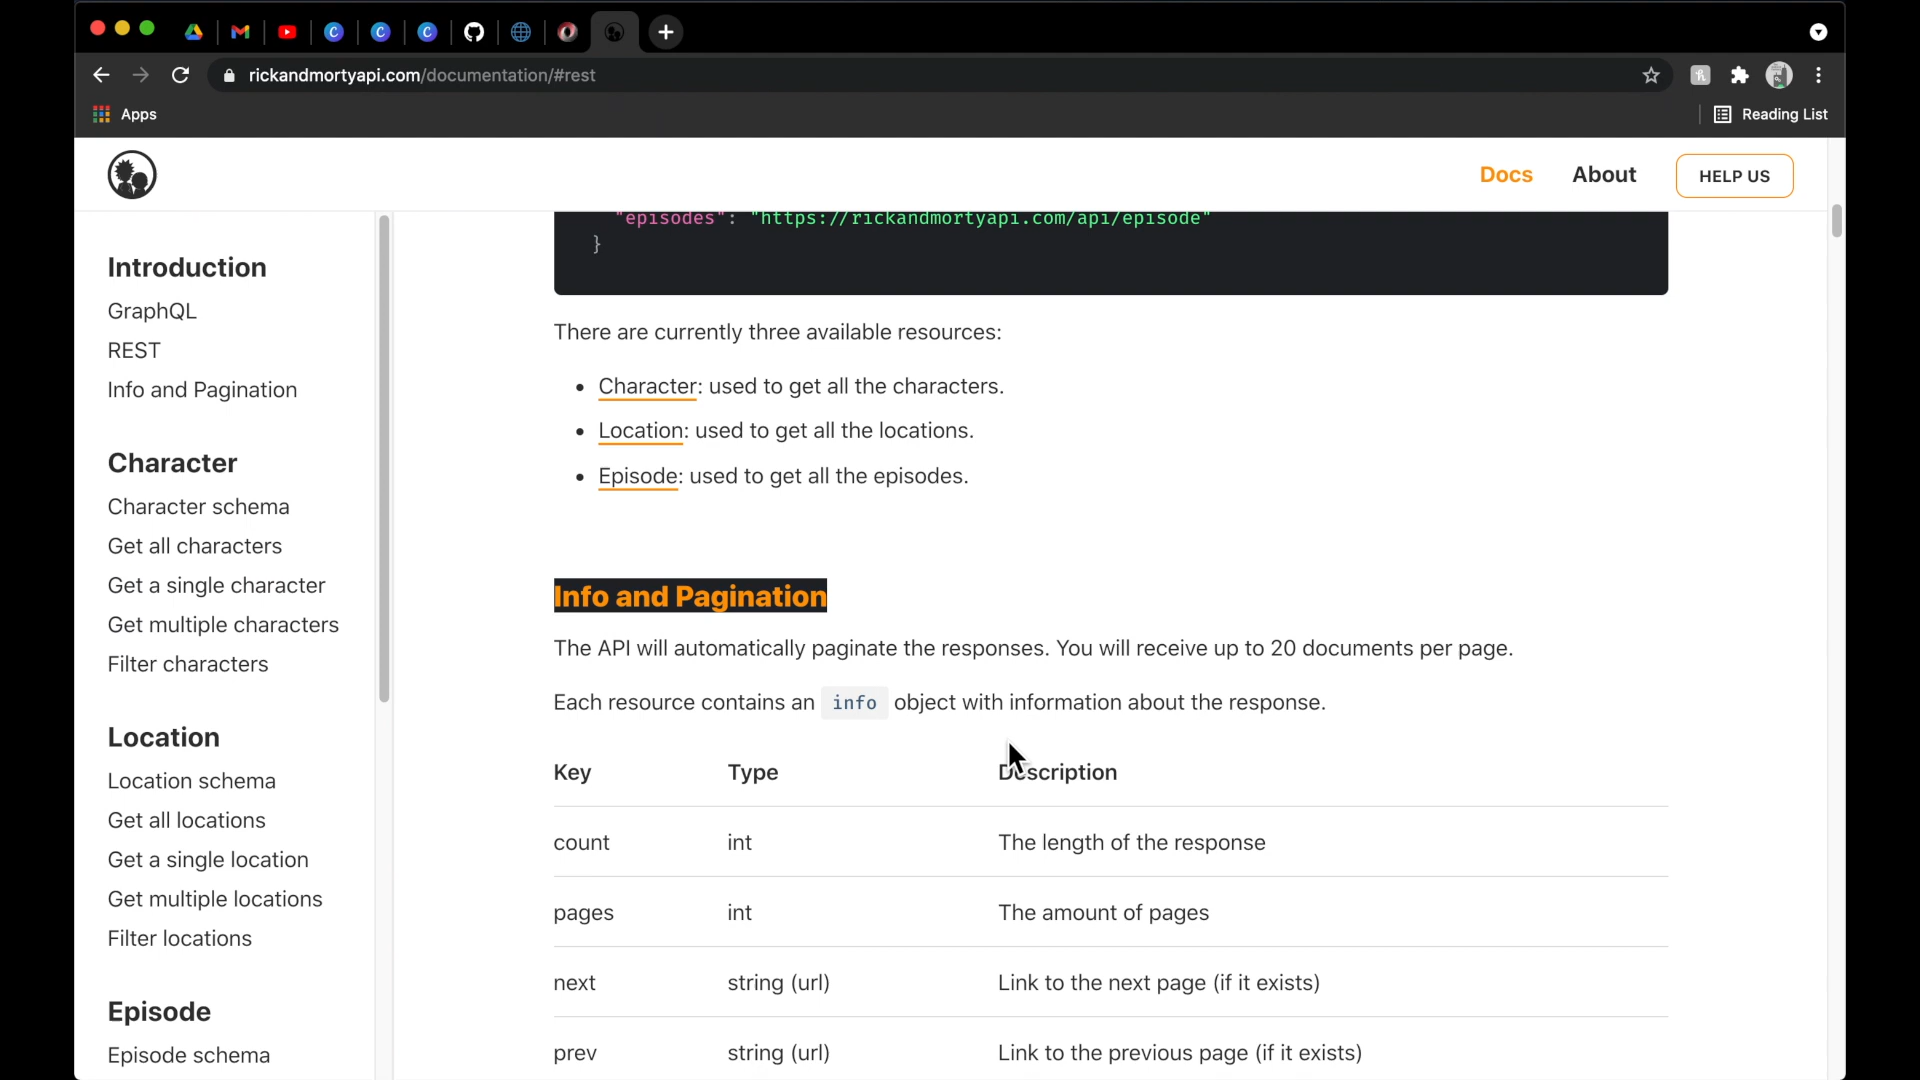 rickandmortyapi.com/documentation/#rest
Apps
Reading List
Docs
About
HELP US
Introduction
GraphQL
REST
Info and Pagination
Character
Character schema
Get all characters
Get a single character
Get multiple characters
Filter characters
Location
Location schema
Get all locations
Get a single location
Get multiple locations
Filter locations
Episode
Episode schema
"episodes": "https://rickandmortyapi.com/api/episode"
}
There are currently three available resources:
Character: used to get all the characters.
Location: used to get all the locations.
Episode: used to get all the episodes.
Info and Pagination
The API will automatically paginate the responses. You will receive up to 20 documents per page.
Each resource contains an info object with information about the response.
Key Type Description
count int The length of the response
pages int The amount of pages
next string (url) Link to the next page (if it exists)
prev string (url) Link to the previous page (if it exists)